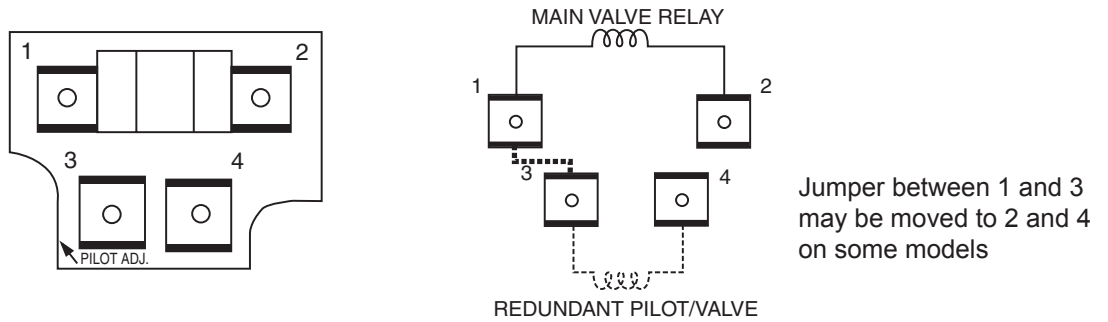 1
2
3
4
PILOT ADJ.
MAIN VALVE RELAY
1
2
3
4
REDUNDANT PILOT/VALVE
Jumper between 1 and 3
may be moved to 2 and 4
on some models